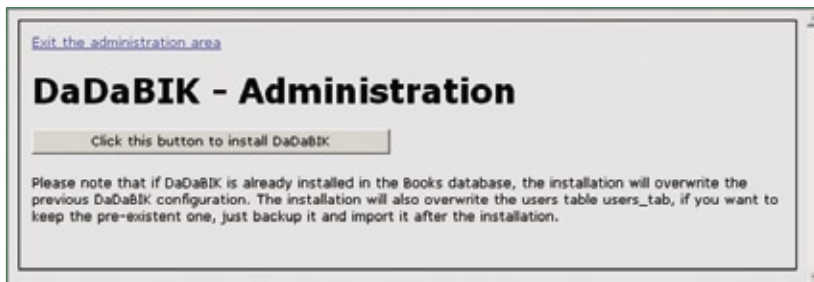 Exit the administration area
DaDaBIK - Administration
Click this button to install DaDaBIK
Please note that if DaDaBIK is already installed in the Books database, the installation will overwrite the
previous DaDaBIK configuration. The installation will also overwrite the users table users_tab, if you want to
keep the pre-existent one, just backup it and import it after the installation.